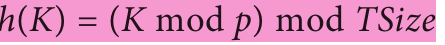 h(K) = (K mod p) mod TSize